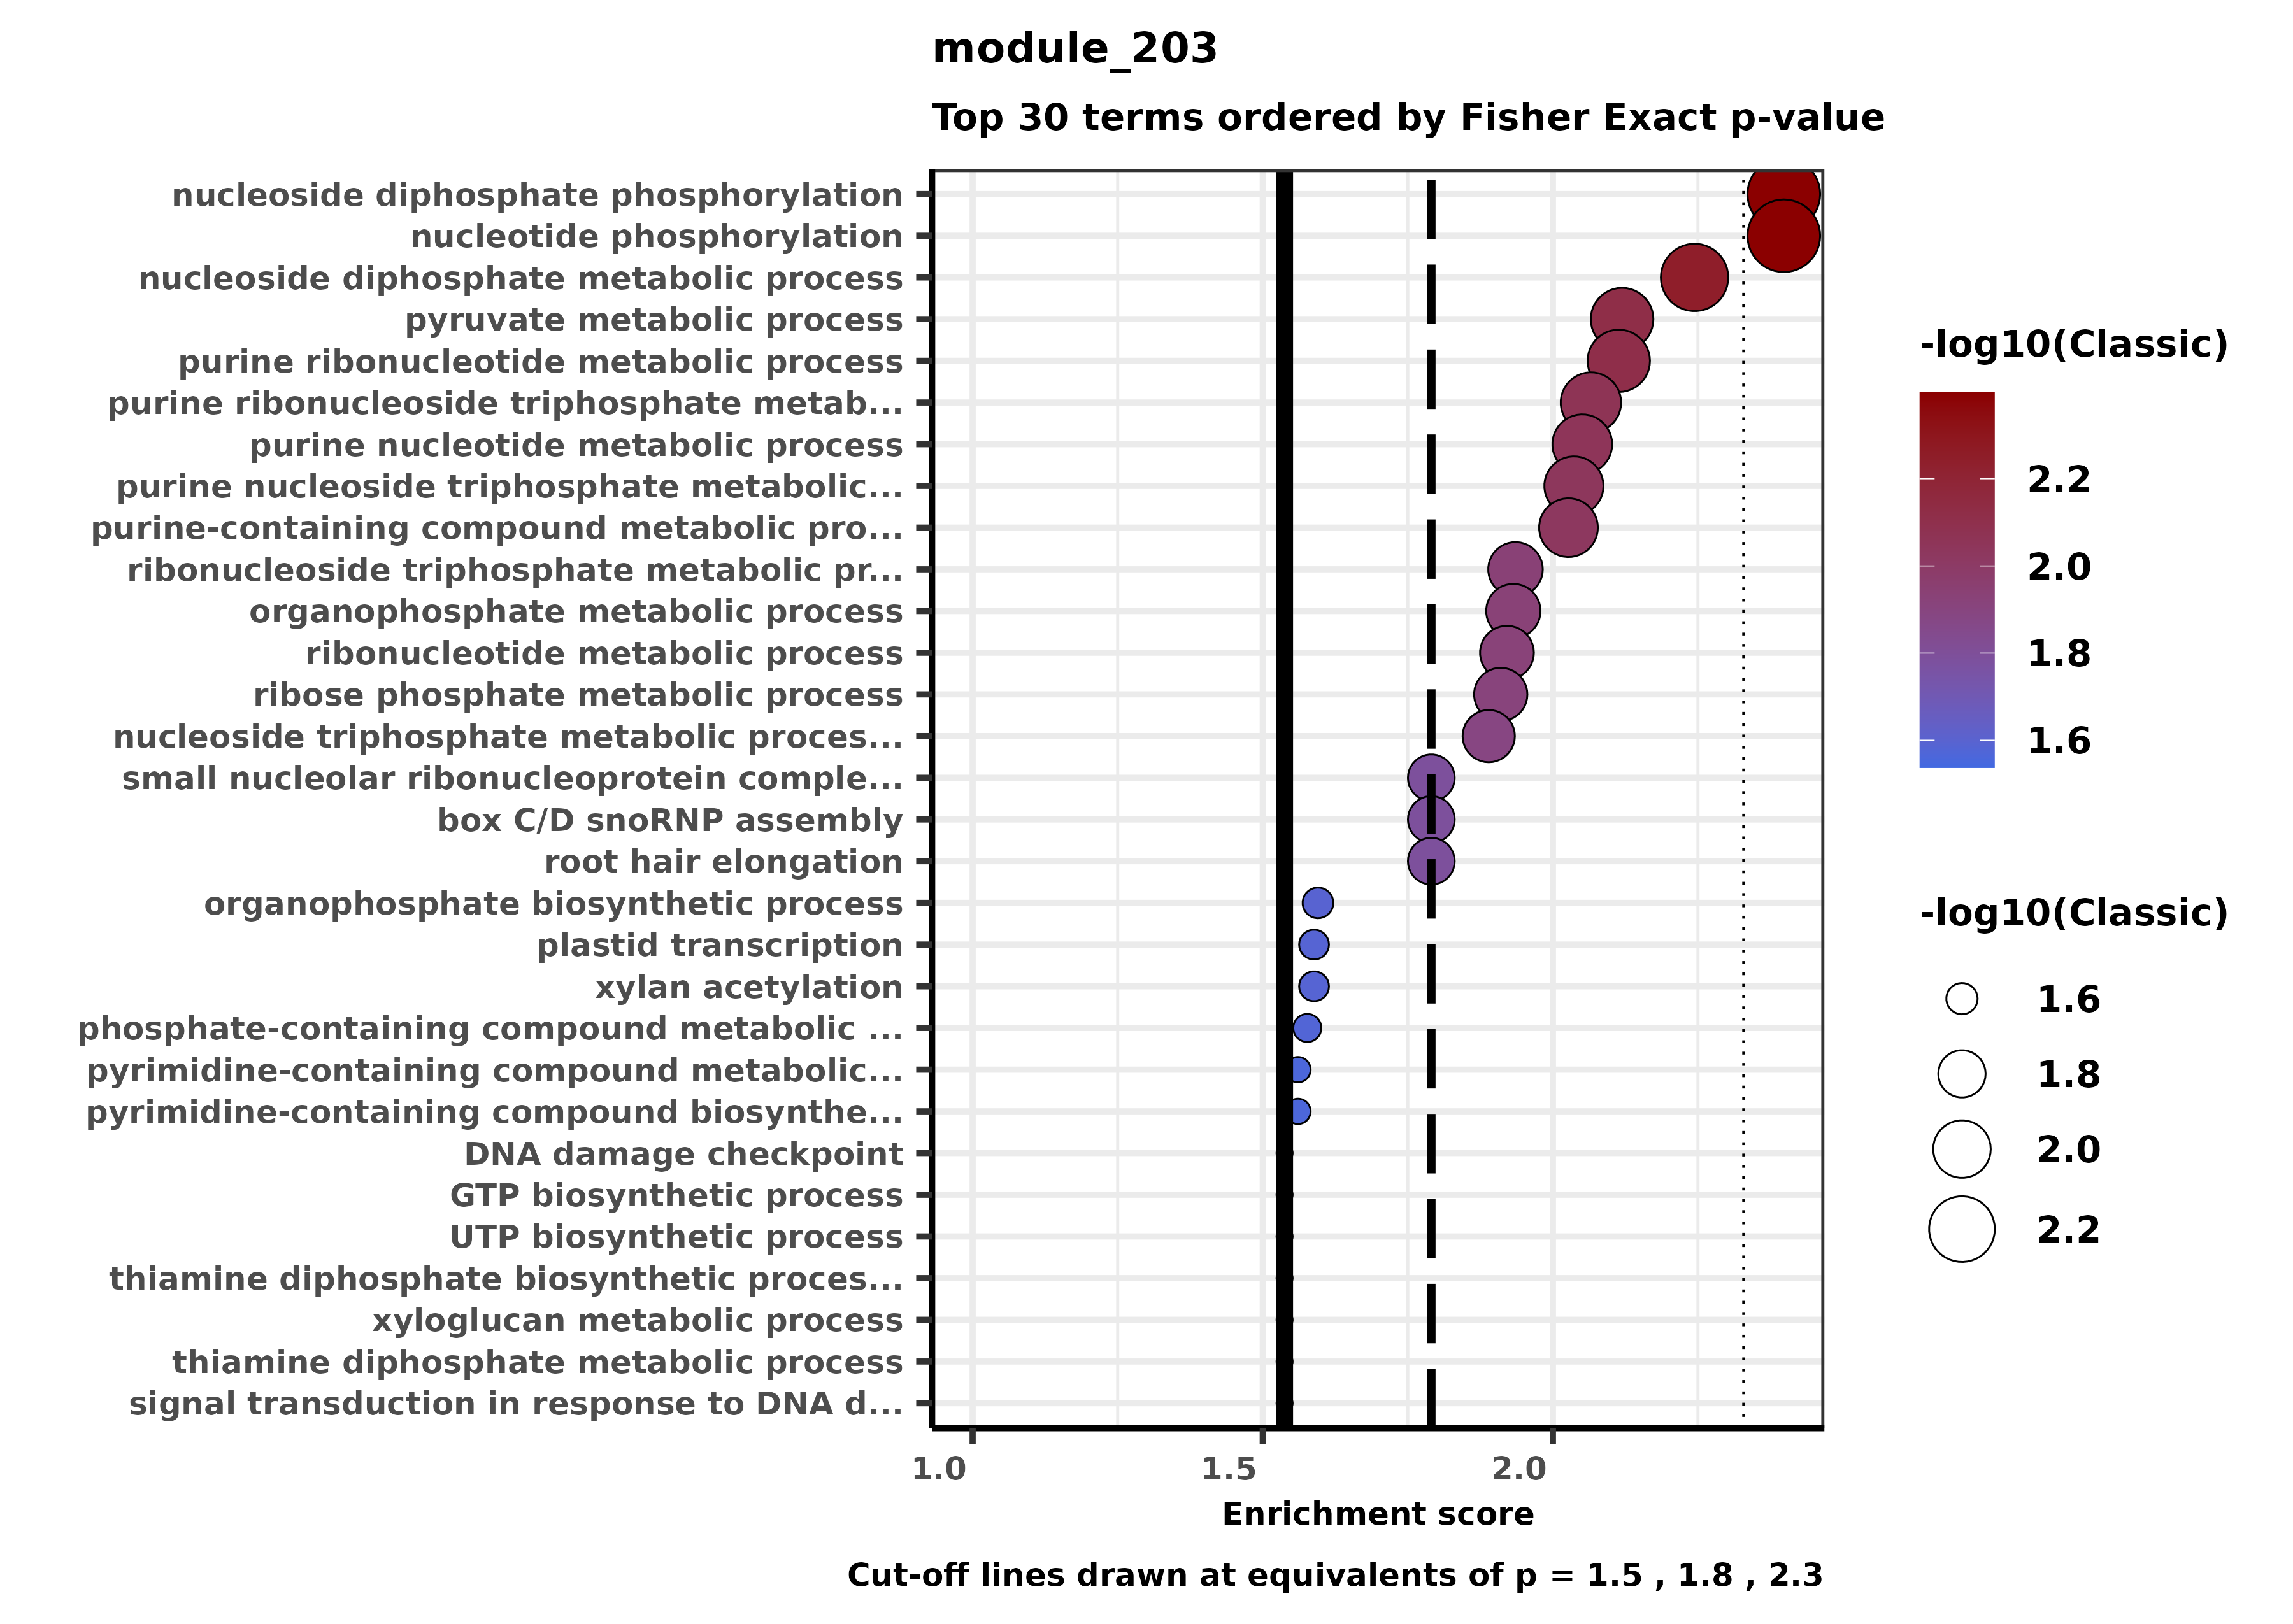 module_203
Top 30 terms ordered by Fisher Exact p-value
nucleoside diphosphate phosphorylation
nucleotide phosphorylation
nucleoside diphosphate metabolic process
pyruvate metabolic process
purine ribonucleotide metabolic process
purine ribonucleoside triphosphate metab...
purine nucleotide metabolic process
purine nucleoside triphosphate metabolic...
purine-containing compound metabolic pro...
ribonucleoside triphosphate metabolic pr...
organophosphate metabolic process
ribonucleotide metabolic process
ribose phosphate metabolic process
nucleoside triphosphate metabolic proces...
small nucleolar ribonucleoprotein comple...
box C/D snoRNP assembly
root hair elongation
organophosphate biosynthetic process
plastid transcription
xylan acetylation
phosphate-containing compound metabolic ...
pyrimidine-containing compound metabolic...
pyrimidine-containing compound biosynthe...
DNA damage checkpoint
GTP biosynthetic process
UTP biosynthetic process
thiamine diphosphate biosynthetic proces...
xyloglucan metabolic process
thiamine diphosphate metabolic process
signal transduction in response to DNA d...
1.0 1.5 2.0
Enrichment score
Cut-off lines drawn at equivalents of p = 1.5 , 1.8 , 2.3
-log10(Classic)
2.2
2.0
1.8
1.6
-log10(Classic)
1.6
1.8
2.0
2.2